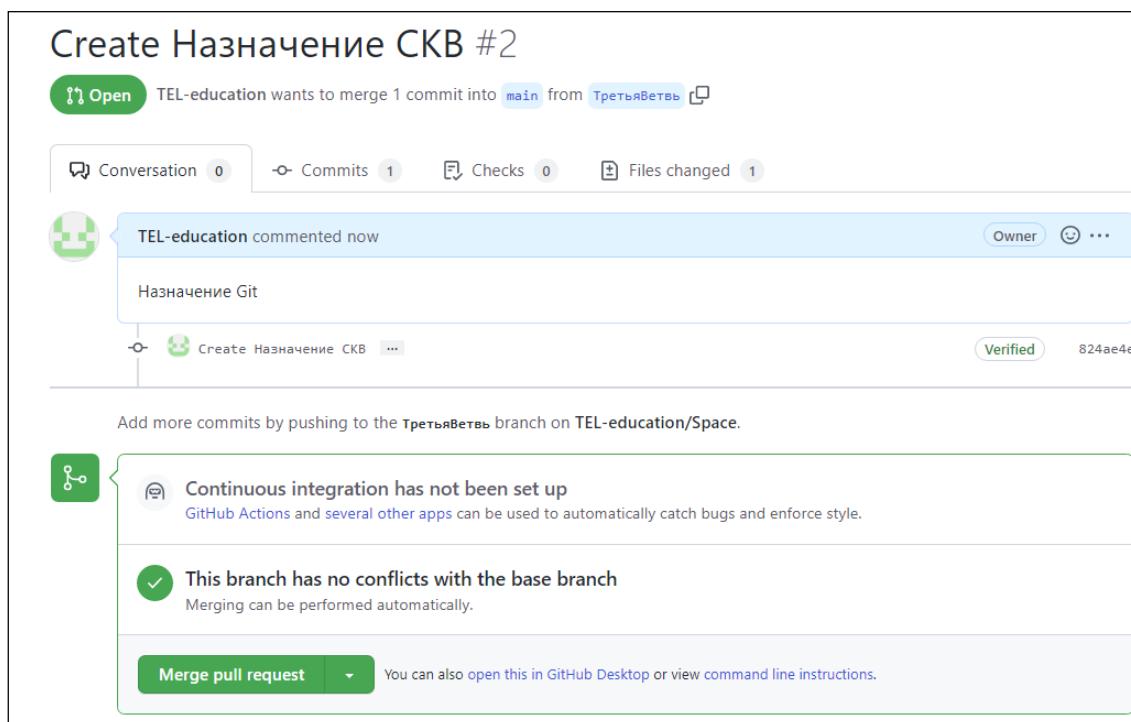 Create Назначение СКВ #2
Open TEL-education wants to merge 1 commit into main from ТретьяВетвь
Conversation 0 Commits 1 Checks 0 Files changed 1
TEL-education commented now Owner
Назначение Git
Create Назначение СКВ ... Verified 824ae4e
Add more commits by pushing to the ТретьяВетвь branch on TEL-education/Space.
Continuous integration has not been set up
GitHub Actions and several other apps can be used to automatically catch bugs and enforce style.
This branch has no conflicts with the base branch
Merging can be performed automatically.
Merge pull request You can also open this in GitHub Desktop or view command line instructions.